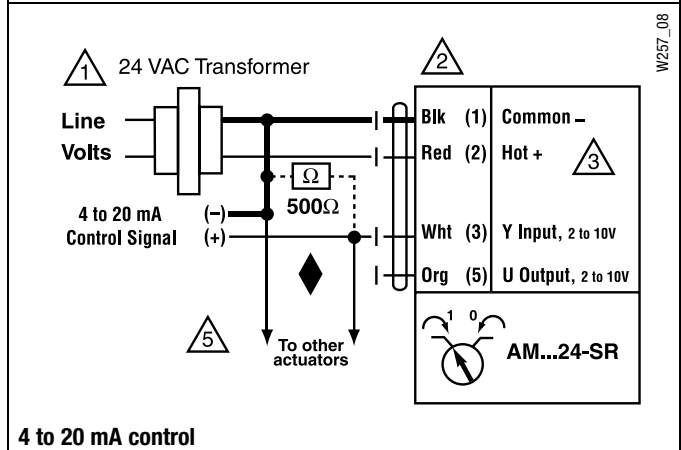 W257_08
1 24 VAC Transformer
2
Line
Volts
Blk (1) Common –
Red (2) Hot +
3
Ω
500Ω
4 to 20 mA (–)
Control Signal (+)
Wht (3) Y Input, 2 to 10V
Org (5) U Output, 2 to 10V
5
To other
actuators
1 0
AM...24-SR
4 to 20 mA control